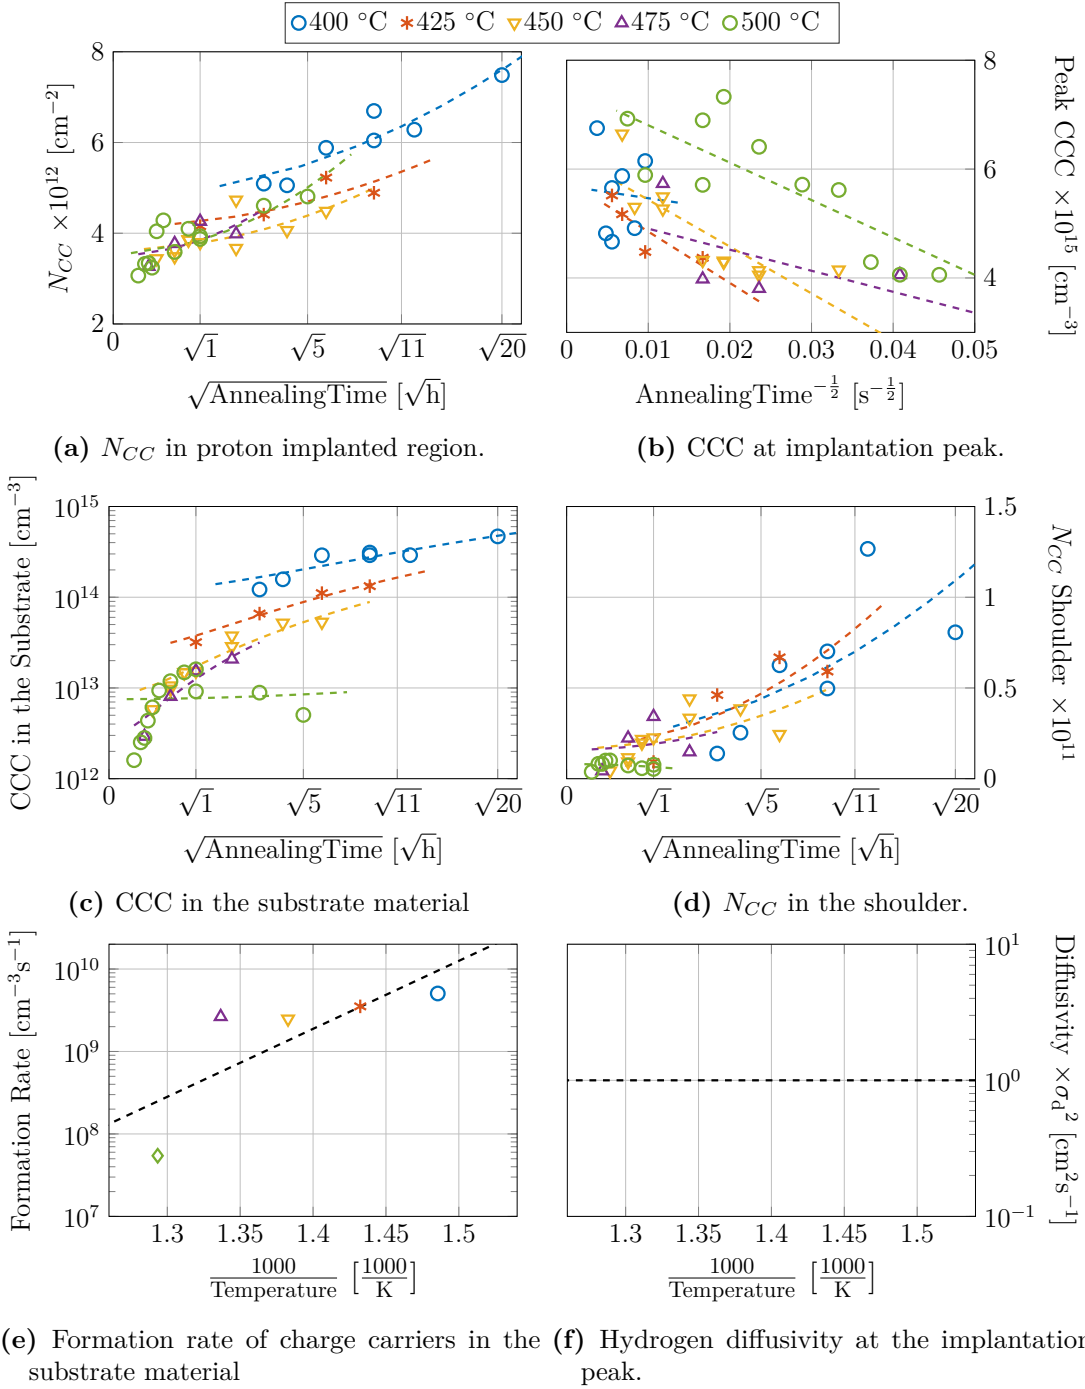 400 °C 425 °C 450 °C 475 °C 500 °C
8
6
4
2
0 √1 √5 √11 √20
N_CC ×10^12 [cm^−2]
√AnnealingTime [√h]
(a) N_CC in proton implanted region.
8
6
4
0 0.01 0.02 0.03 0.04 0.05
Peak CCC ×10^15 [cm^−3]
AnnealingTime^−1/2 [s^−1/2]
(b) CCC at implantation peak.
10^15
10^14
10^13
10^12
0 √1 √5 √11 √20
CCC in the Substrate [cm^−3]
√AnnealingTime [√h]
(c) CCC in the substrate material
1.5
1
0.5
0
0 √1 √5 √11 √20
N_CC Shoulder ×10^11
√AnnealingTime [√h]
(d) N_CC in the shoulder.
10^10
10^9
10^8
10^7
1.3 1.35 1.4 1.45 1.5
Formation Rate [cm^−3s^−1]
1000/Temperature [1000/K]
(e) Formation rate of charge carriers in the
substrate material
10^1
10^0
10^−1
1.3 1.35 1.4 1.45 1.5
Diffusivity ×σ_d^2 [cm^2s^−1]
1000/Temperature [1000/K]
(f) Hydrogen diffusivity at the implantation
peak.